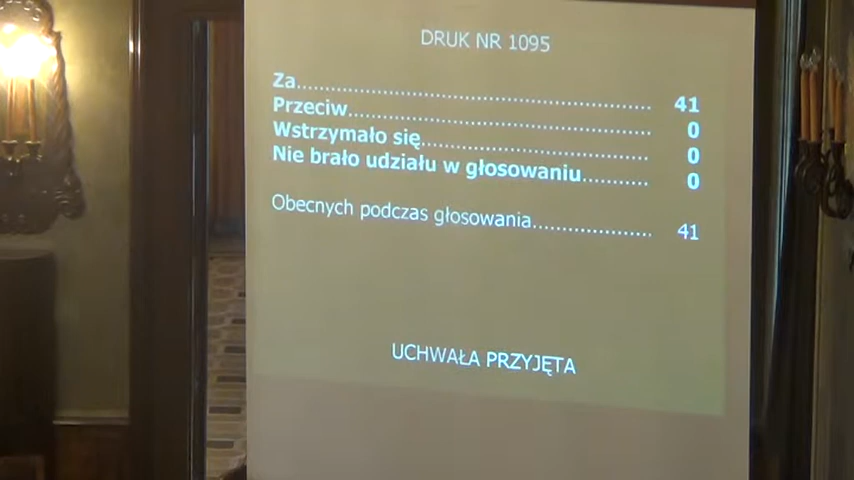 DRUK NR 1095
Za........................................................ 41
Przeciw................................................ 0
Wstrzymało się.................................... 0
Nie brało udziału w głosowaniu........... 0
Obecnych podczas głosowania.................. 41
UCHWAŁA PRZYJĘTA